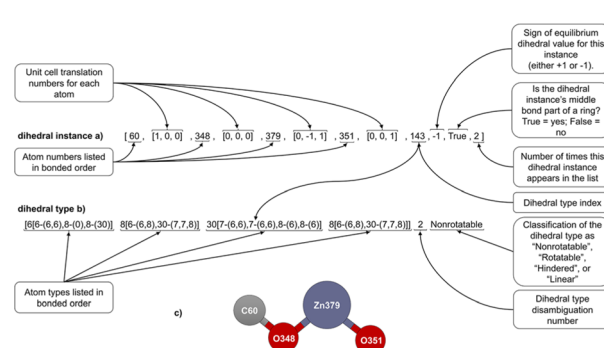 Sign of equilibrium
dihedral value for this
instance
(either +1 or -1).
Unit cell translation
numbers for each
atom
Is the dihedral
instance's middle
bond part of a ring?
True = yes; False =
no
dihedral instance a) [ 60 , [1, 0, 0] , 348 , [0, 0, 0] , 379 , [0, -1, 1] , 351 , [0, 0, 1] , 143 , -1 , True , 2 ]
Atom numbers listed
in bonded order
Number of times this
dihedral instance
appears in the list
Dihedral type index
dihedral type b)
[6[6-(6,6),8-(0),8-(30)] 8[6-(6,8),30-(7,7,8)] 30[7-(6,6),7-(6,6),8-(6),8-(6)] 8[6-(6,8),30-(7,7,8)]] 2 Nonrotatable
Classification of the
dihedral type as
"Nonrotatable",
"Rotatable",
"Hindered", or
"Linear"
Atom types listed in
bonded order
Dihedral type
disambiguation
number
c)
C60
Zn379
O348
O351